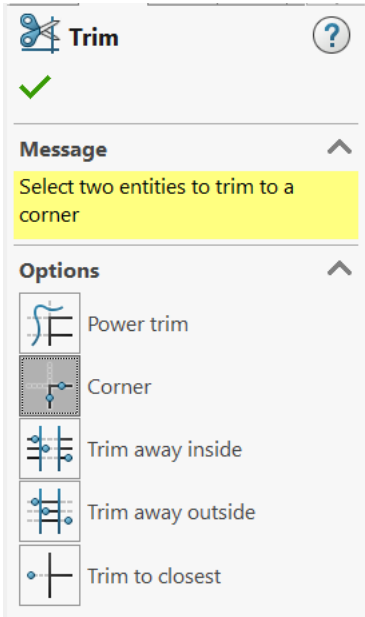 Trim
?
Message
Select two entities to trim to a
corner
Options
Power trim
Corner
Trim away inside
Trim away outside
Trim to closest